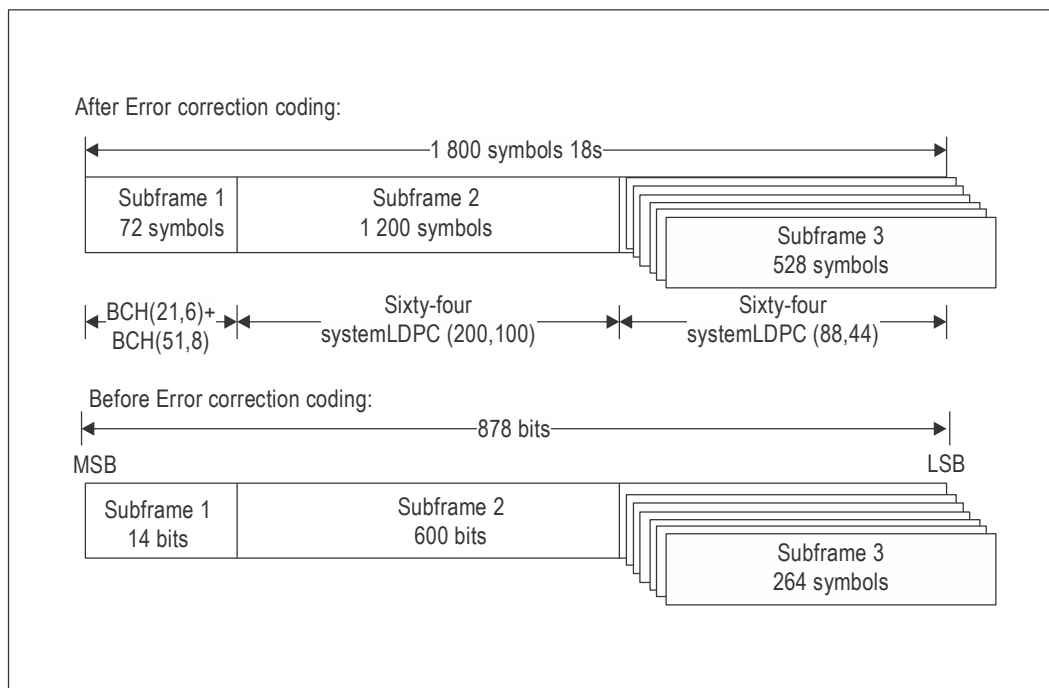 After Error correction coding:
1 800 symbols 18s
Subframe 1
72 symbols
Subframe 2
1 200 symbols
Subframe 3
528 symbols
BCH(21,6)+
BCH(51,8)
Sixty-four
systemLDPC (200,100)
Sixty-four
systemLDPC (88,44)
Before Error correction coding:
878 bits
MSB
LSB
Subframe 1
14 bits
Subframe 2
600 bits
Subframe 3
264 symbols